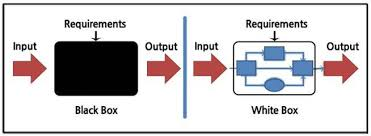 Requirements
Input
Output
Black Box
Requirements
Input
Output
White Box